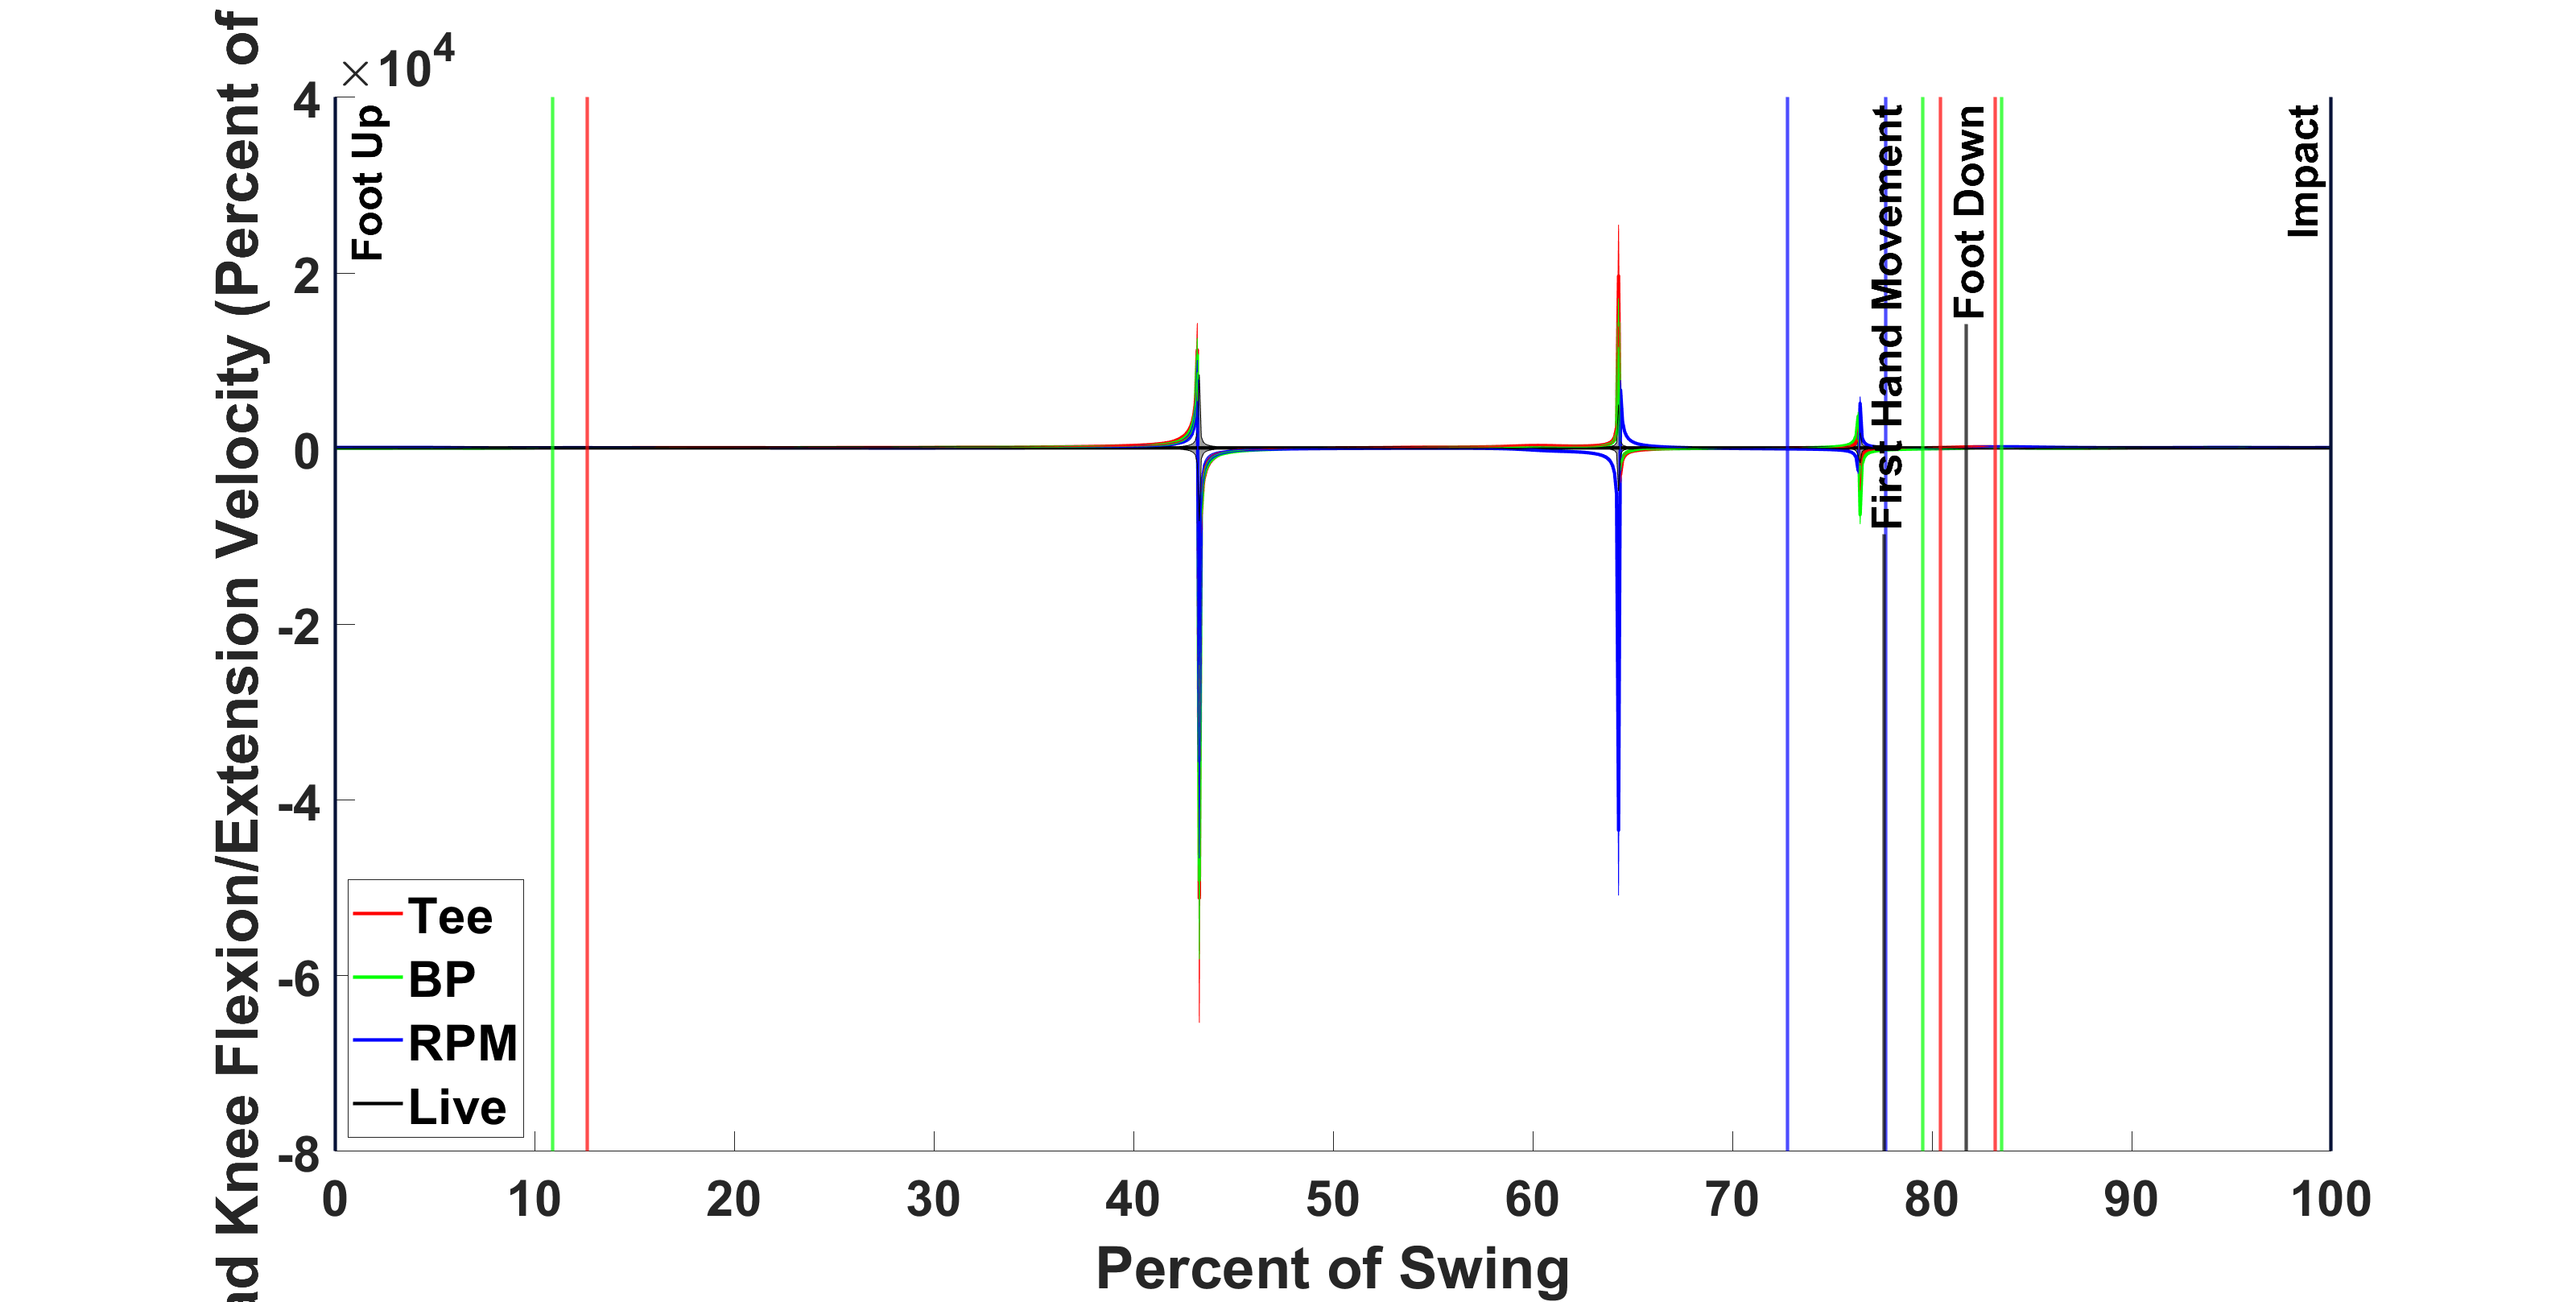 ×10^4
4
2
0
-2
-4
-6
-8
Knee Flexion/Extension Velocity (Percent of
Foot Up
First Hand Movement
Foot Down
Impact
Tee
BP
RPM
Live
0 10 20 30 40 50 60 70 80 90 100
Percent of Swing